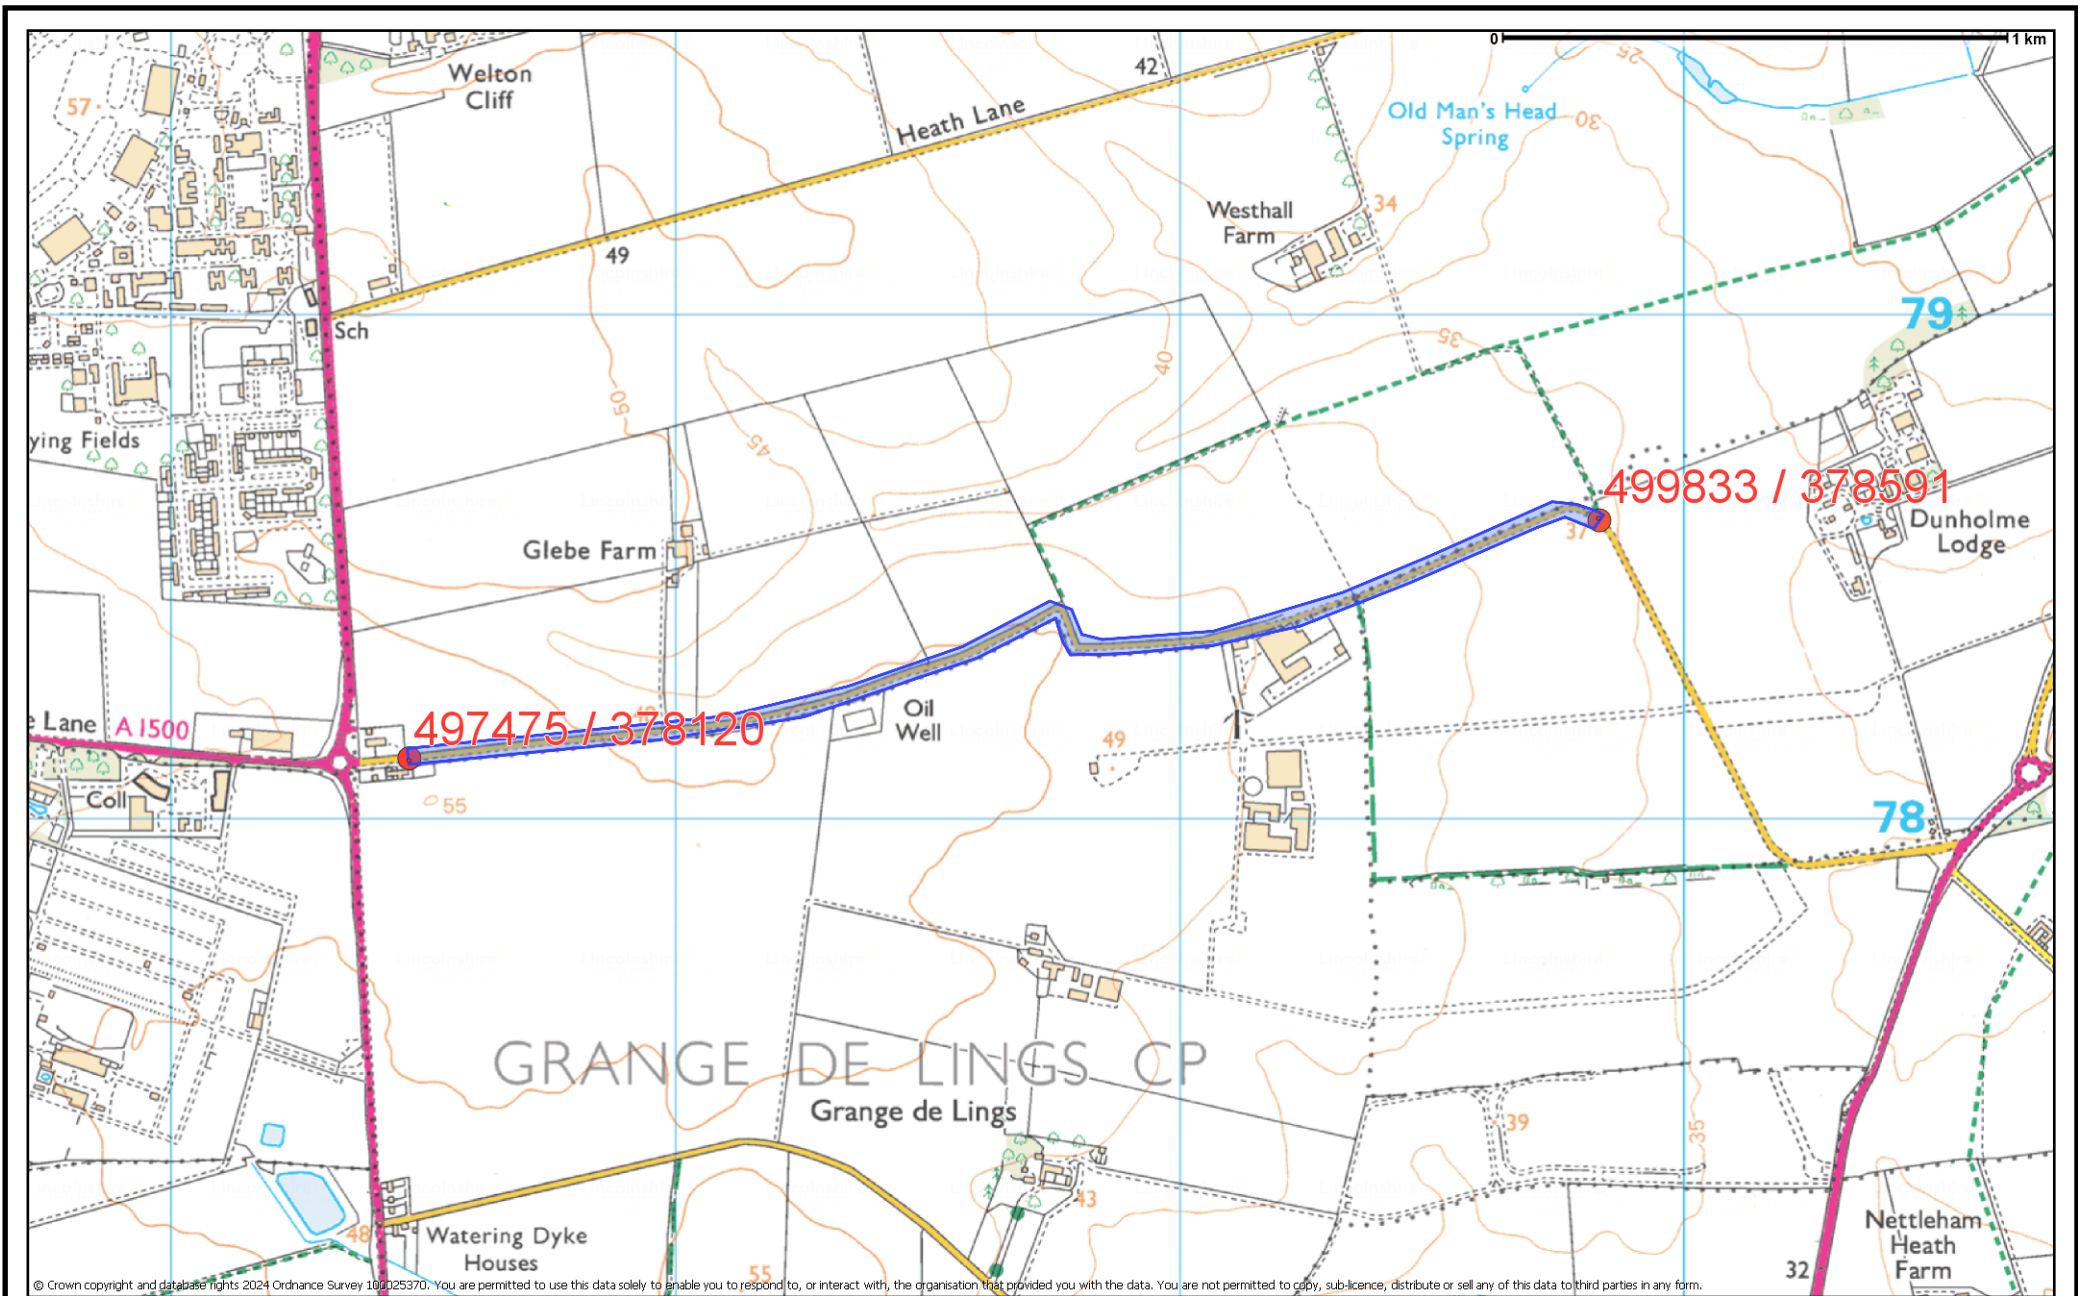 0
1 km
25
Welton
Cliff
42
57
Heath Lane
Old Man's Head
Spring
30
Westhall
Farm
34
49
79
Sch
35
40
50
45
ying Fields
499833 / 378591
37
Dunholme
Lodge
Glebe Farm
e Lane
A 1500
497475 / 378120
Oil
Well
49
Coll
55
78
GRANGE DE LINGS CP
Grange de Lings
39
35
43
48
Watering Dyke
Houses
55
Nettleham
Heath
Farm
32
© Crown copyright and database rights 2024 Ordnance Survey 100025370. You are permitted to use this data solely to enable you to respond to, or interact with, the organisation that provided you with the data. You are not permitted to copy, sub-licence, distribute or sell any of this data to third parties in any form.